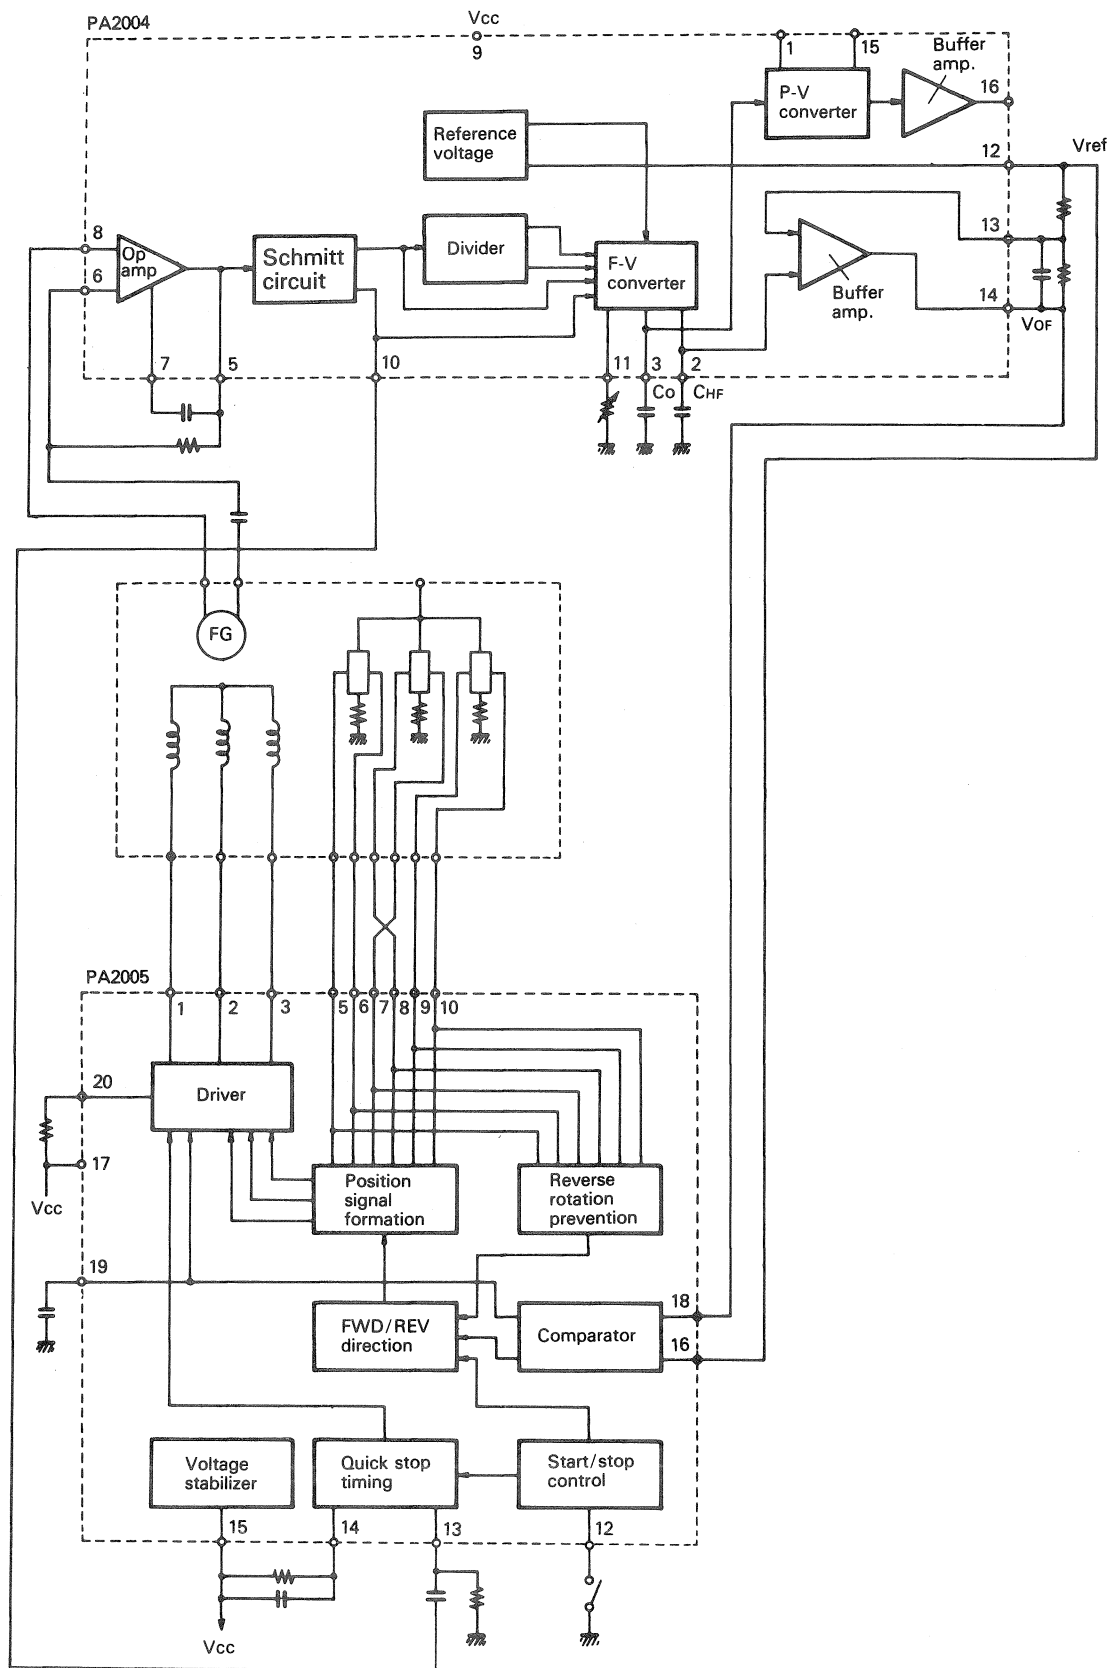 PA2004
Vcc
9
1
15
Buffer
amp.
16
P-V
converter
Reference
voltage
12
Vref
8
Op
amp
6
Schmitt
circuit
Divider
F-V
converter
13
Buffer
amp.
14
VOF
7
5
10
11
3
2
Co
CHF
FG
PA2005
1
2
3
5
6
7
8
9
10
20
Driver
17
Vcc
Position
signal
formation
Reverse
rotation
prevention
19
18
FWD/REV
direction
Comparator
16
Voltage
stabilizer
Quick stop
timing
Start/stop
control
15
14
13
12
Vcc